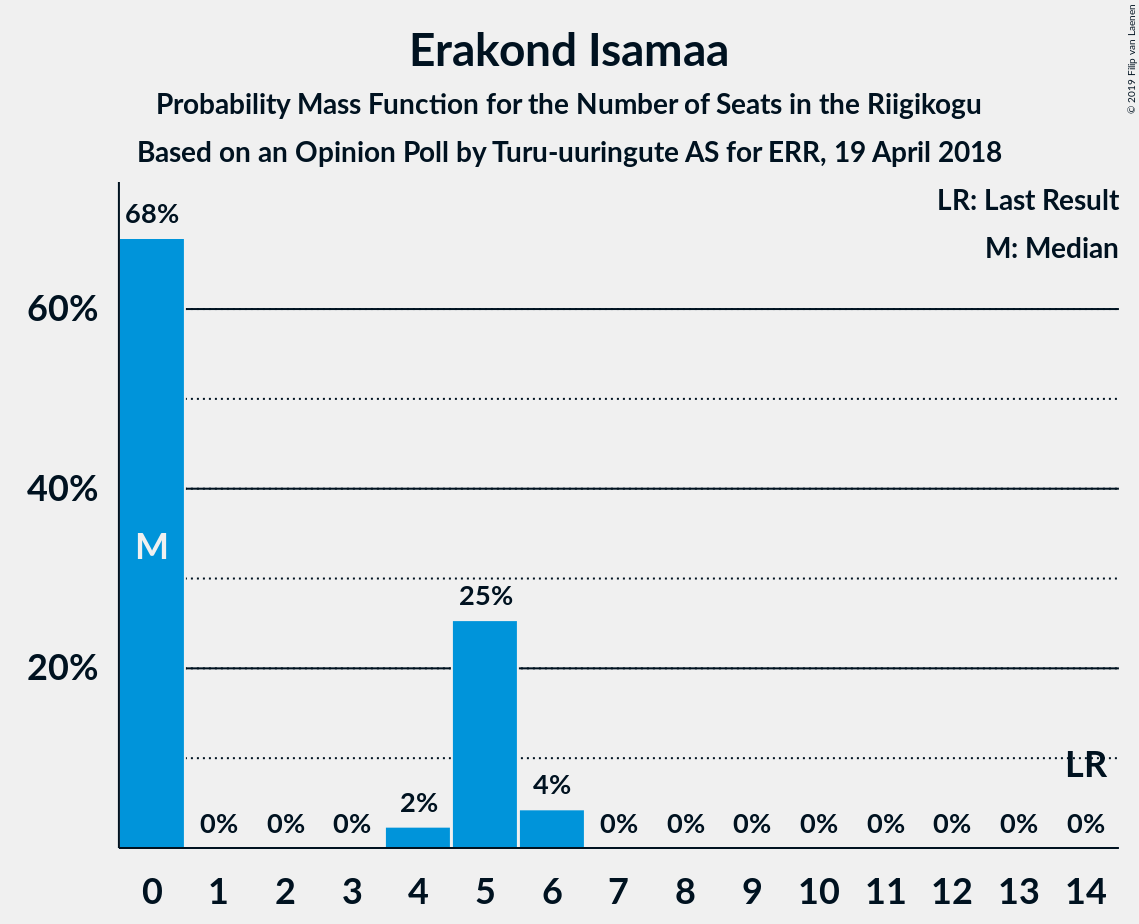 Erakond Isamaa
Probability Mass Function for the Number of Seats in the Riigikogu
Based on an Opinion Poll by Turu-uuringute AS for ERR, 19 April 2018
© 2019 Filip van Laenen
LR: Last Result
M: Median
68%
60%
40%
M
25%
20%
LR
4%
2%
0% 0% 0% 0% 0% 0% 0% 0% 0% 0% 0%
0 1 2 3 4 5 6 7 8 9 10 11 12 13 14